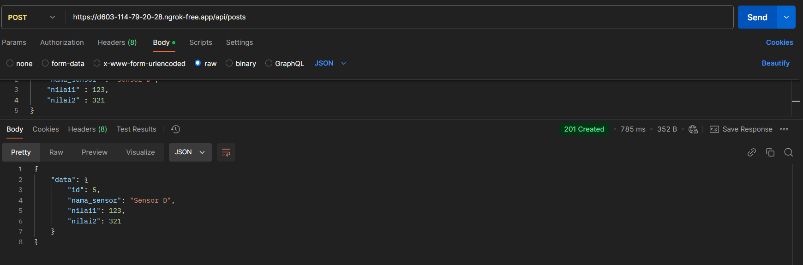 POST https://d603-114-79-20-28.ngrok-free.app/api/posts Send
Params Authorization Headers (8) Body Scripts Settings Cookies
none form-data x-www-form-urlencoded raw binary GraphQL JSON Beautify
3 "nilai1" : 123,
4 "nilai2" : 321
5 }
Body Cookies Headers (8) Test Results 201 Created 785 ms 352 B Save Response
Pretty Raw Preview Visualize JSON
1 {
2 "data": {
3 "id": 5,
4 "nama_sensor": "Sensor D",
5 "nilai1": 123,
6 "nilai2": 321
7 }
8 }